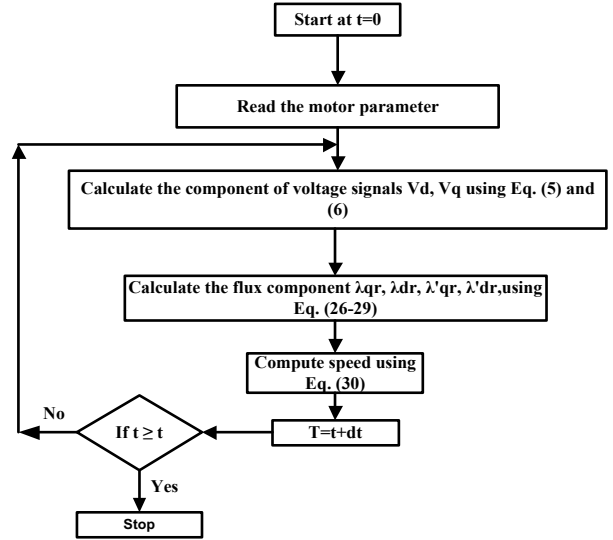 Start at t=0
Read the motor parameter
Calculate the component of voltage signals Vd, Vq using Eq. (5) and
(6)
Calculate the flux component λqr, λdr, λ'qr, λ'dr,using
Eq. (26-29)
Compute speed using
Eq. (30)
T=t+dt
If t ≥ t
No
Yes
Stop